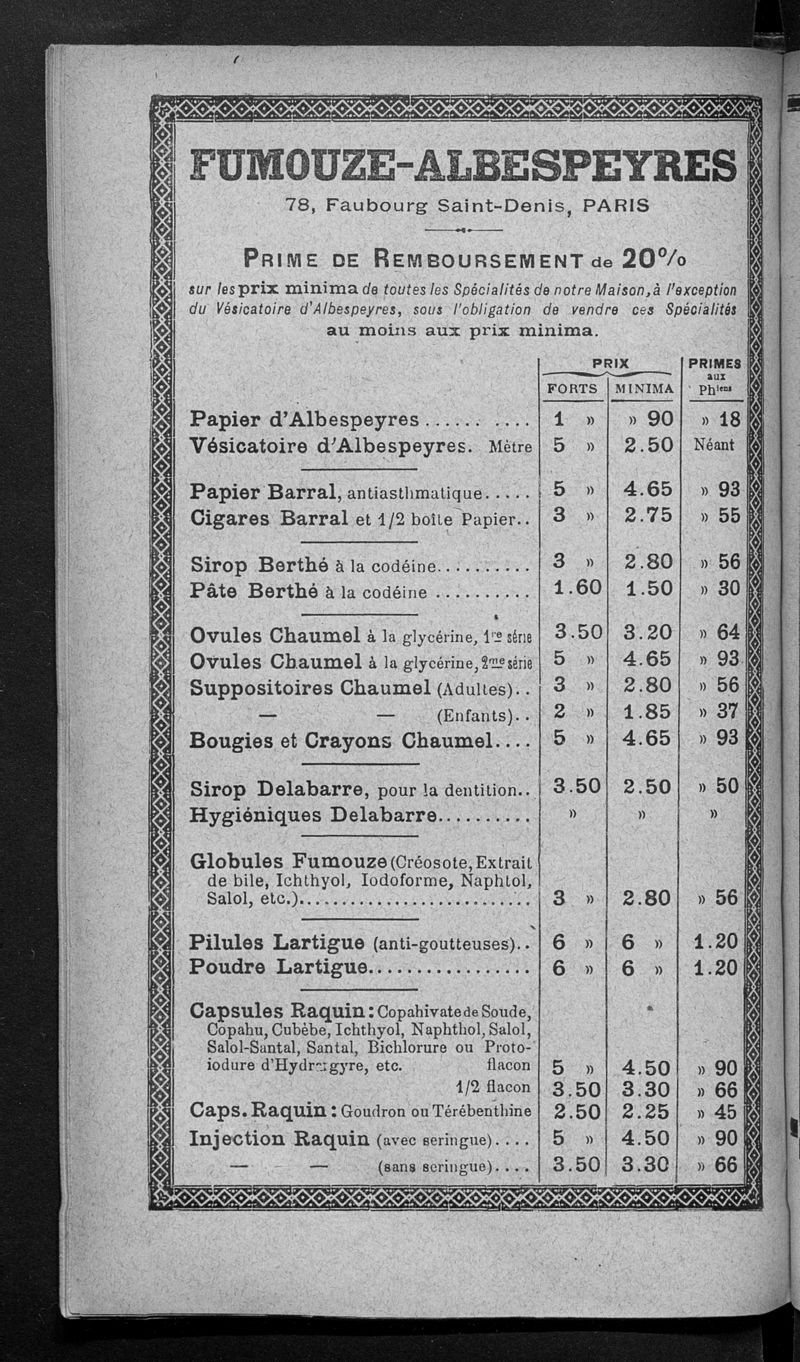 FUMOUZE-ALBESPEYRES
78, Faubourg Saint-Denis, PARIS
PRIME DE REMBOURSEMENT de 20%
sur les prix minima de toutes les Spécialités de notre Maison, à l'exception
du Vésicatoire d'Albespeyres, sous l'obligation de vendre ces Spécialités
au moins aux prix minima.
PRIX PRIMES
aux
FORTS MINIMA Phiens
Papier d'Albespeyres.......... 1 » » 90 » 18
Vésicatoire d'Albespeyres. Mètre 5 » 2.50 Néant
Papier Barral, antiasthmatique..... 5 » 4.65 » 93
Cigares Barral et 1/2 boîte Papier.. 3 » 2.75 » 55
Sirop Berthé à la codéine.......... 3 » 2.80 » 56
Pâte Berthé à la codéine .......... 1.60 1.50 » 30
Ovules Chaumel à la glycérine, 1re série 3.50 3.20 » 64
Ovules Chaumel à la glycérine, 2me série 5 » 4.65 » 93
Suppositoires Chaumel (Adultes).. 3 » 2.80 » 56
— — (Enfants).. 2 » 1.85 » 37
Bougies et Crayons Chaumel.... 5 » 4.65 » 93
Sirop Delabarre, pour la dentition.. 3.50 2.50 » 50
Hygiéniques Delabarre.......... » » »
Globules Fumouze (Créosote, Extrait
de bile, Ichthyol, Iodoforme, Naphtol,
Salol, etc.)............................ 3 » 2.80 » 56
Pilules Lartigue (anti-goutteuses).. 6 » 6 » 1.20
Poudre Lartigue................. 6 » 6 » 1.20
Capsules Raquin: Copahivate de Soude,
Copahu, Cubèbe, Ichthyol, Naphthol, Salol,
Salol-Santal, Santal, Bichlorure ou Proto-
iodure d'Hydrargyre, etc. flacon 5 » 4.50 » 90
1/2 flacon 3.50 3.30 » 66
Caps. Raquin: Goudron ou Térébenthine 2.50 2.25 » 45
Injection Raquin (avec seringue).... 5 » 4.50 » 90
— — (sans seringue).... 3.50 3.30 » 66